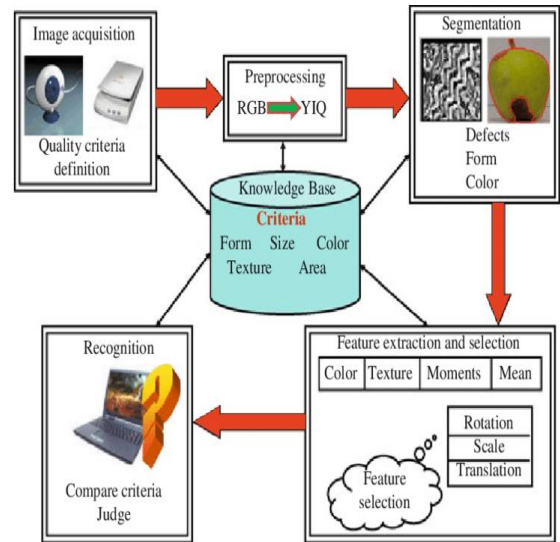 Image acquisition
Quality criteria
definition
Preprocessing
RGB YIQ
Segmentation
Defects
Form
Color
Knowledge Base
Criteria
Form Size Color
Texture Area
Feature extraction and selection
Color Texture Moments Mean
Rotation
Scale
Translation
Feature
selection
Recognition
Compare criteria
Judge